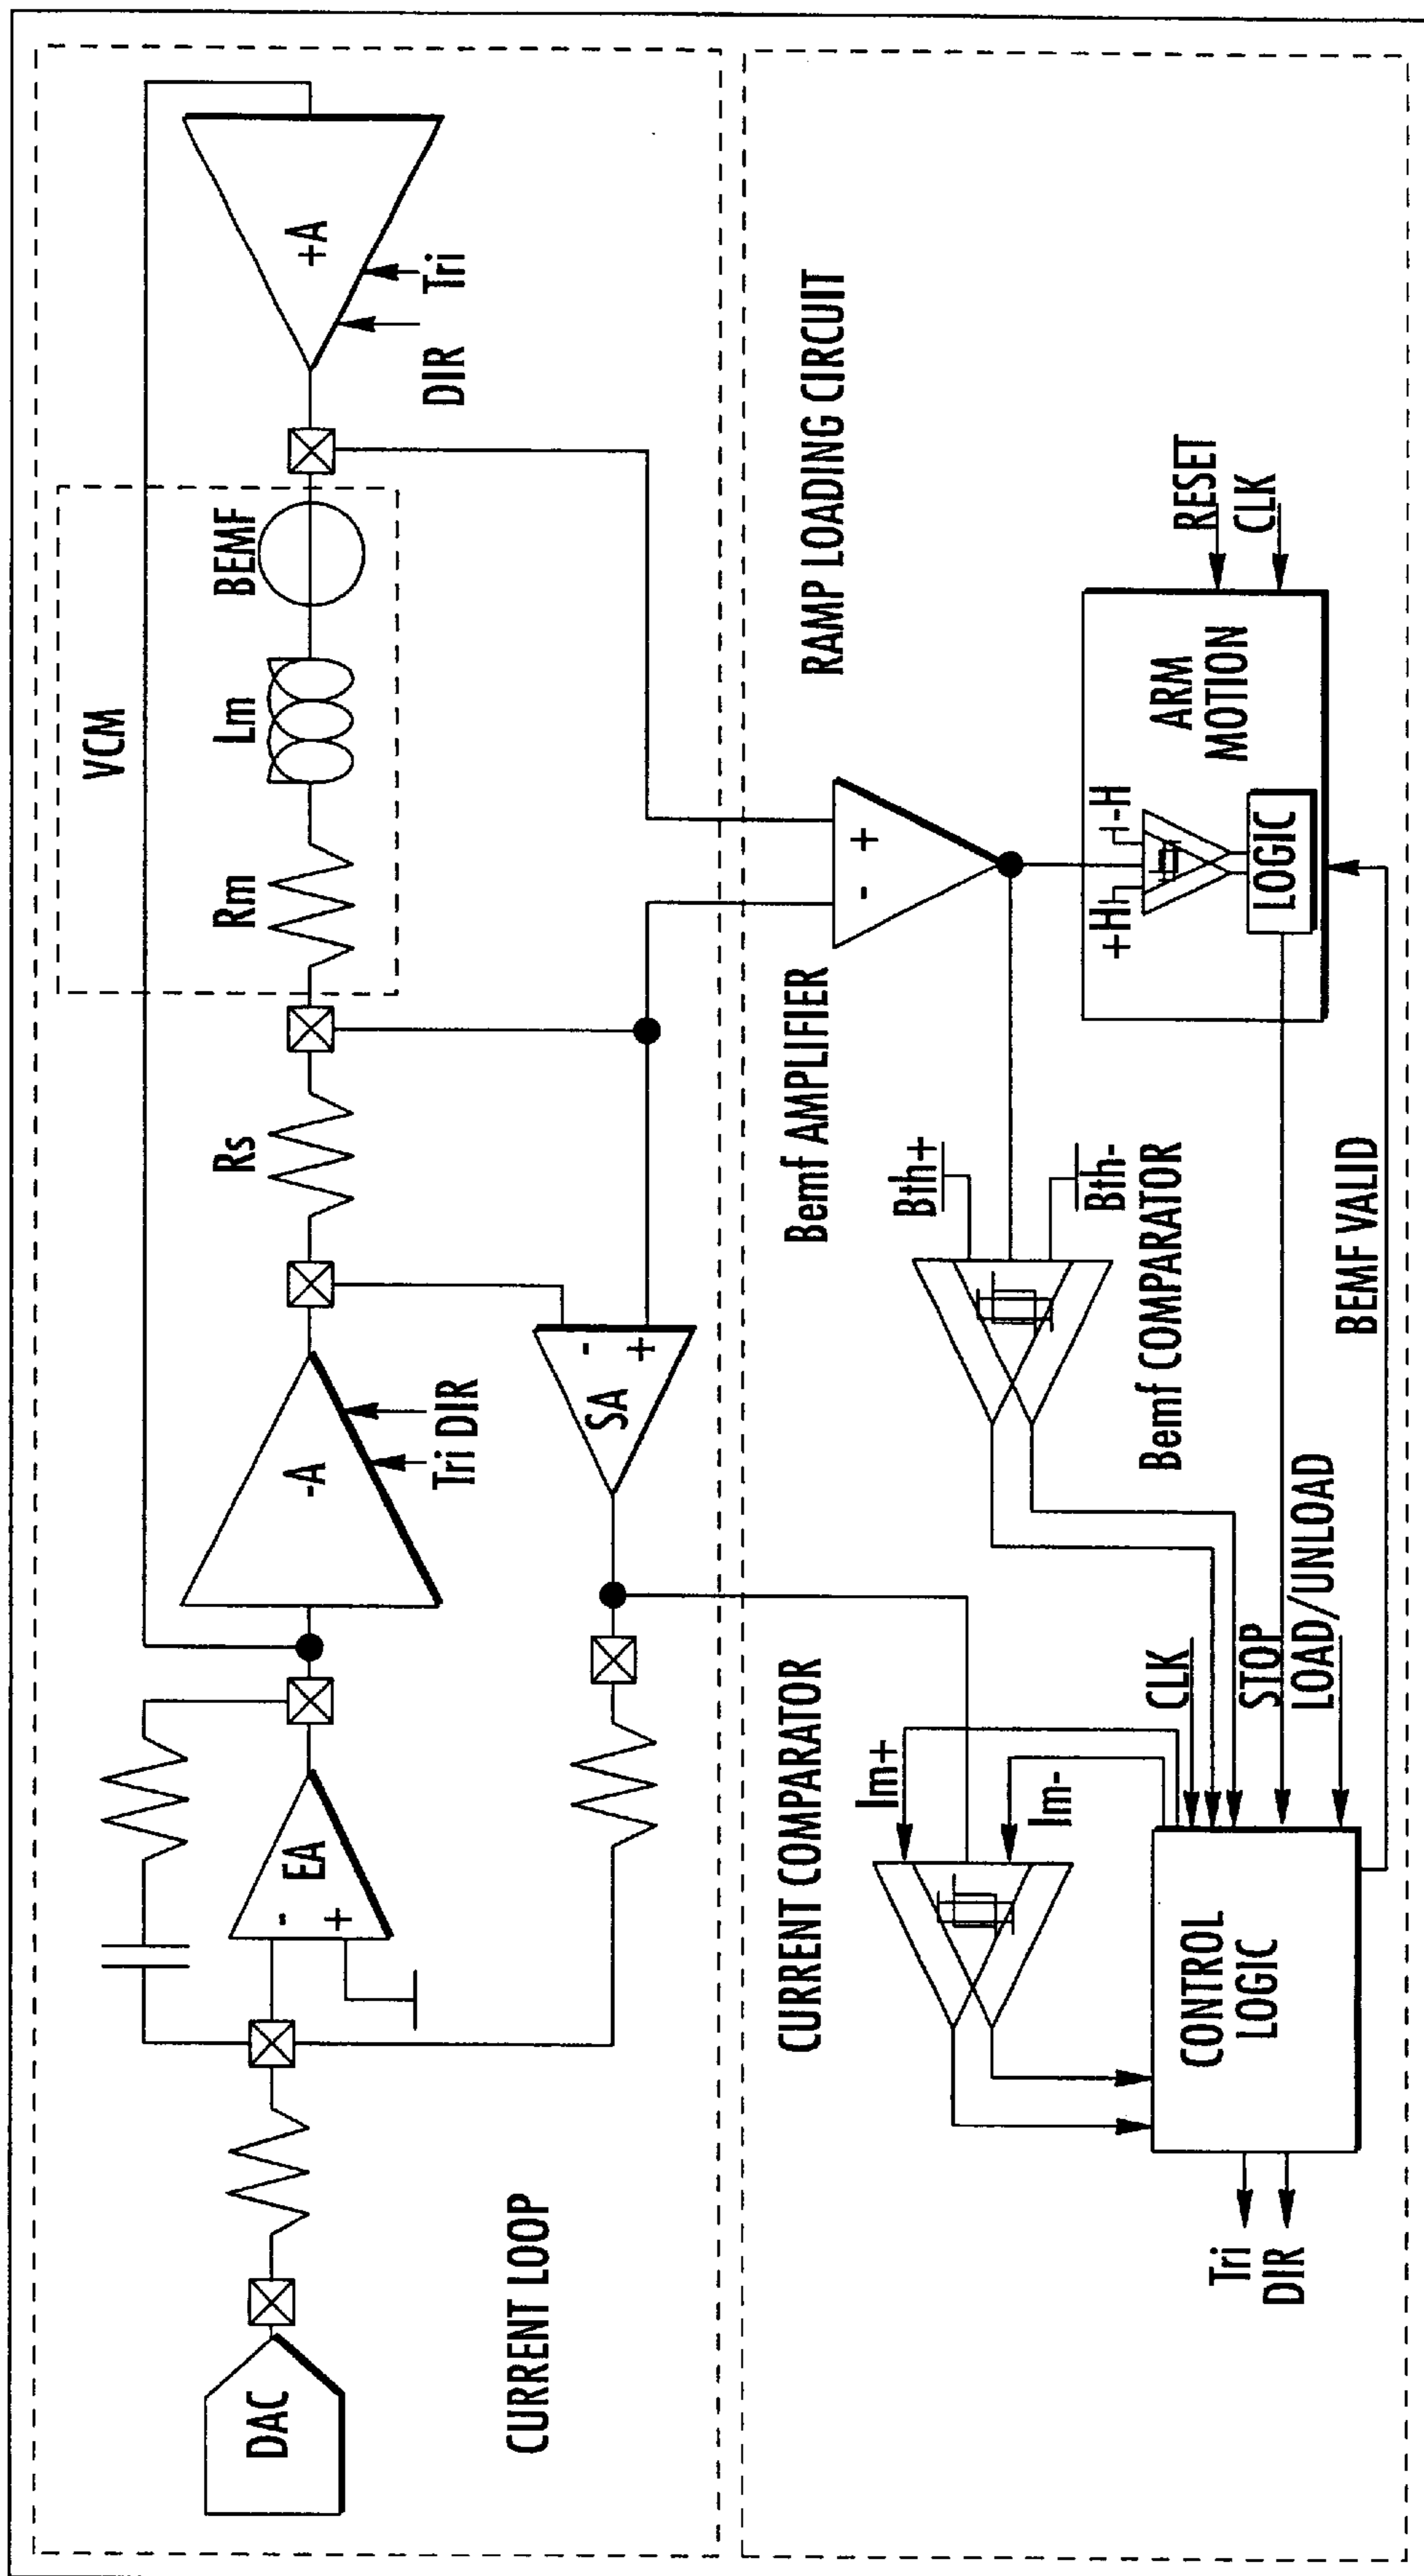 VCM
Rs
Rm
Lm
BEMF
DAC
-
+
EA
-A
Tri DIR
+A
DIR
Tri
-
+
SA
CURRENT LOOP
RAMP LOADING CIRCUIT
Bemf AMPLIFIER
-
+
CURRENT COMPARATOR
Im+
Im-
Bth+
Bth-
Bemf COMPARATOR
+H
-H
ARM
MOTION
LOGIC
RESET
CLK
CLK
STOP
LOAD/UNLOAD
BEMF VALID
CONTROL
LOGIC
Tri
DIR